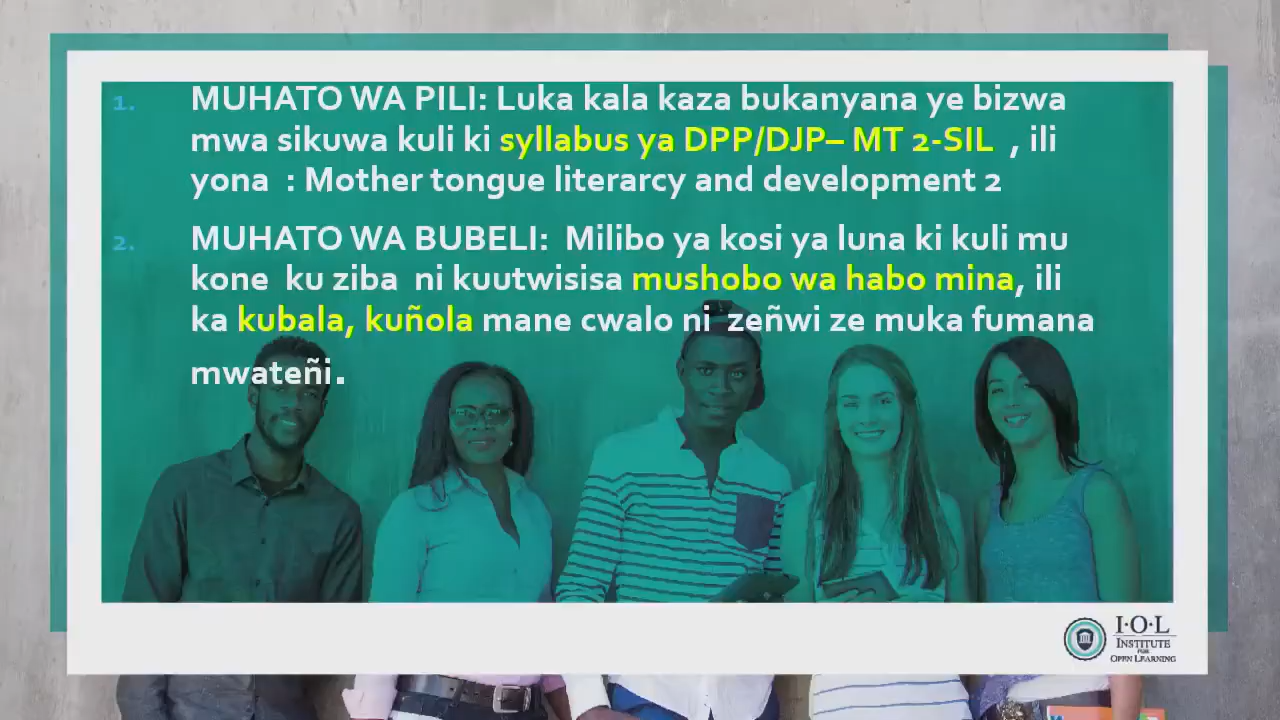 1. MUHATO WA PILI: Luka kala kaza bukanyana ye bizwa
mwa sikuwa kuli ki syllabus ya DPP/DJP– MT 2-SIL , ili
yona : Mother tongue literarcy and development 2
2. MUHATO WA BUBELI: Milibo ya kosi ya luna ki kuli mu
kone ku ziba ni kuutwisisa mushobo wa habo mina, ili
ka kubala, kuñola mane cwalo ni zeñwi ze muka fumana
mwateñi.
I·O·L
INSTITUTE
FOR
OPEN LEARNING